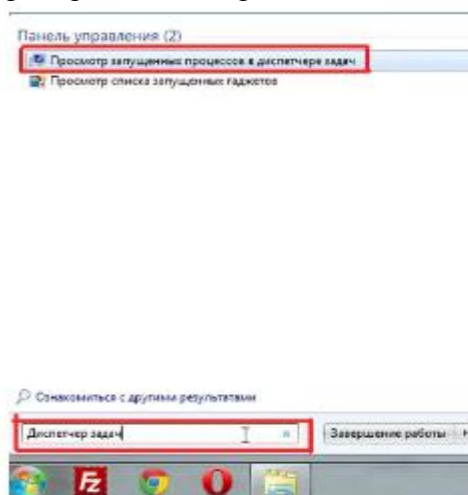 Панель управления (2)
Просмотр запущенных процессов в диспетчере задач
Просмотр списка запущенных гаджетов
Ознакомиться с другими результатами
Диспетчер задач
Завершение работы
Fz